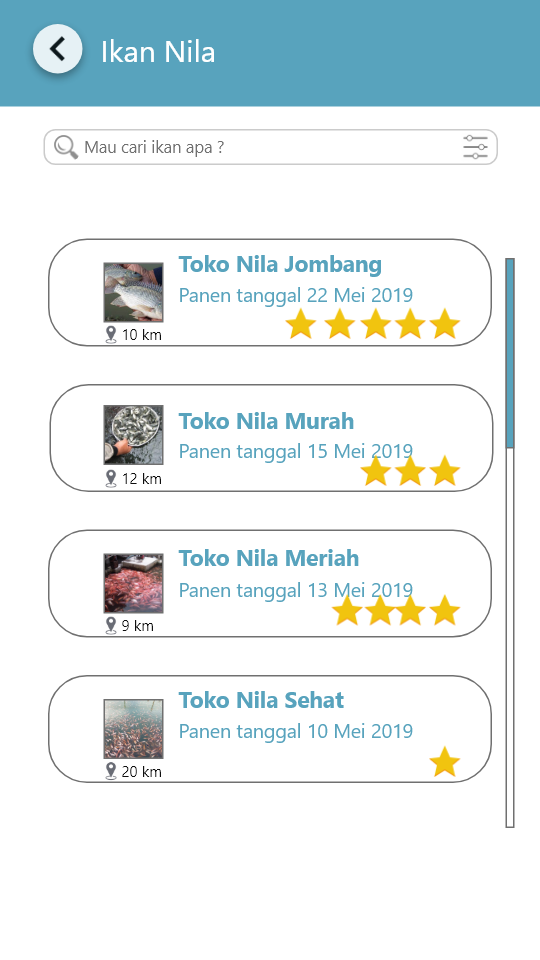 Ikan Nila
Mau cari ikan apa ?
Toko Nila Jombang
Panen tanggal 22 Mei 2019
10 km
Toko Nila Murah
Panen tanggal 15 Mei 2019
12 km
Toko Nila Meriah
Panen tanggal 13 Mei 2019
9 km
Toko Nila Sehat
Panen tanggal 10 Mei 2019
20 km